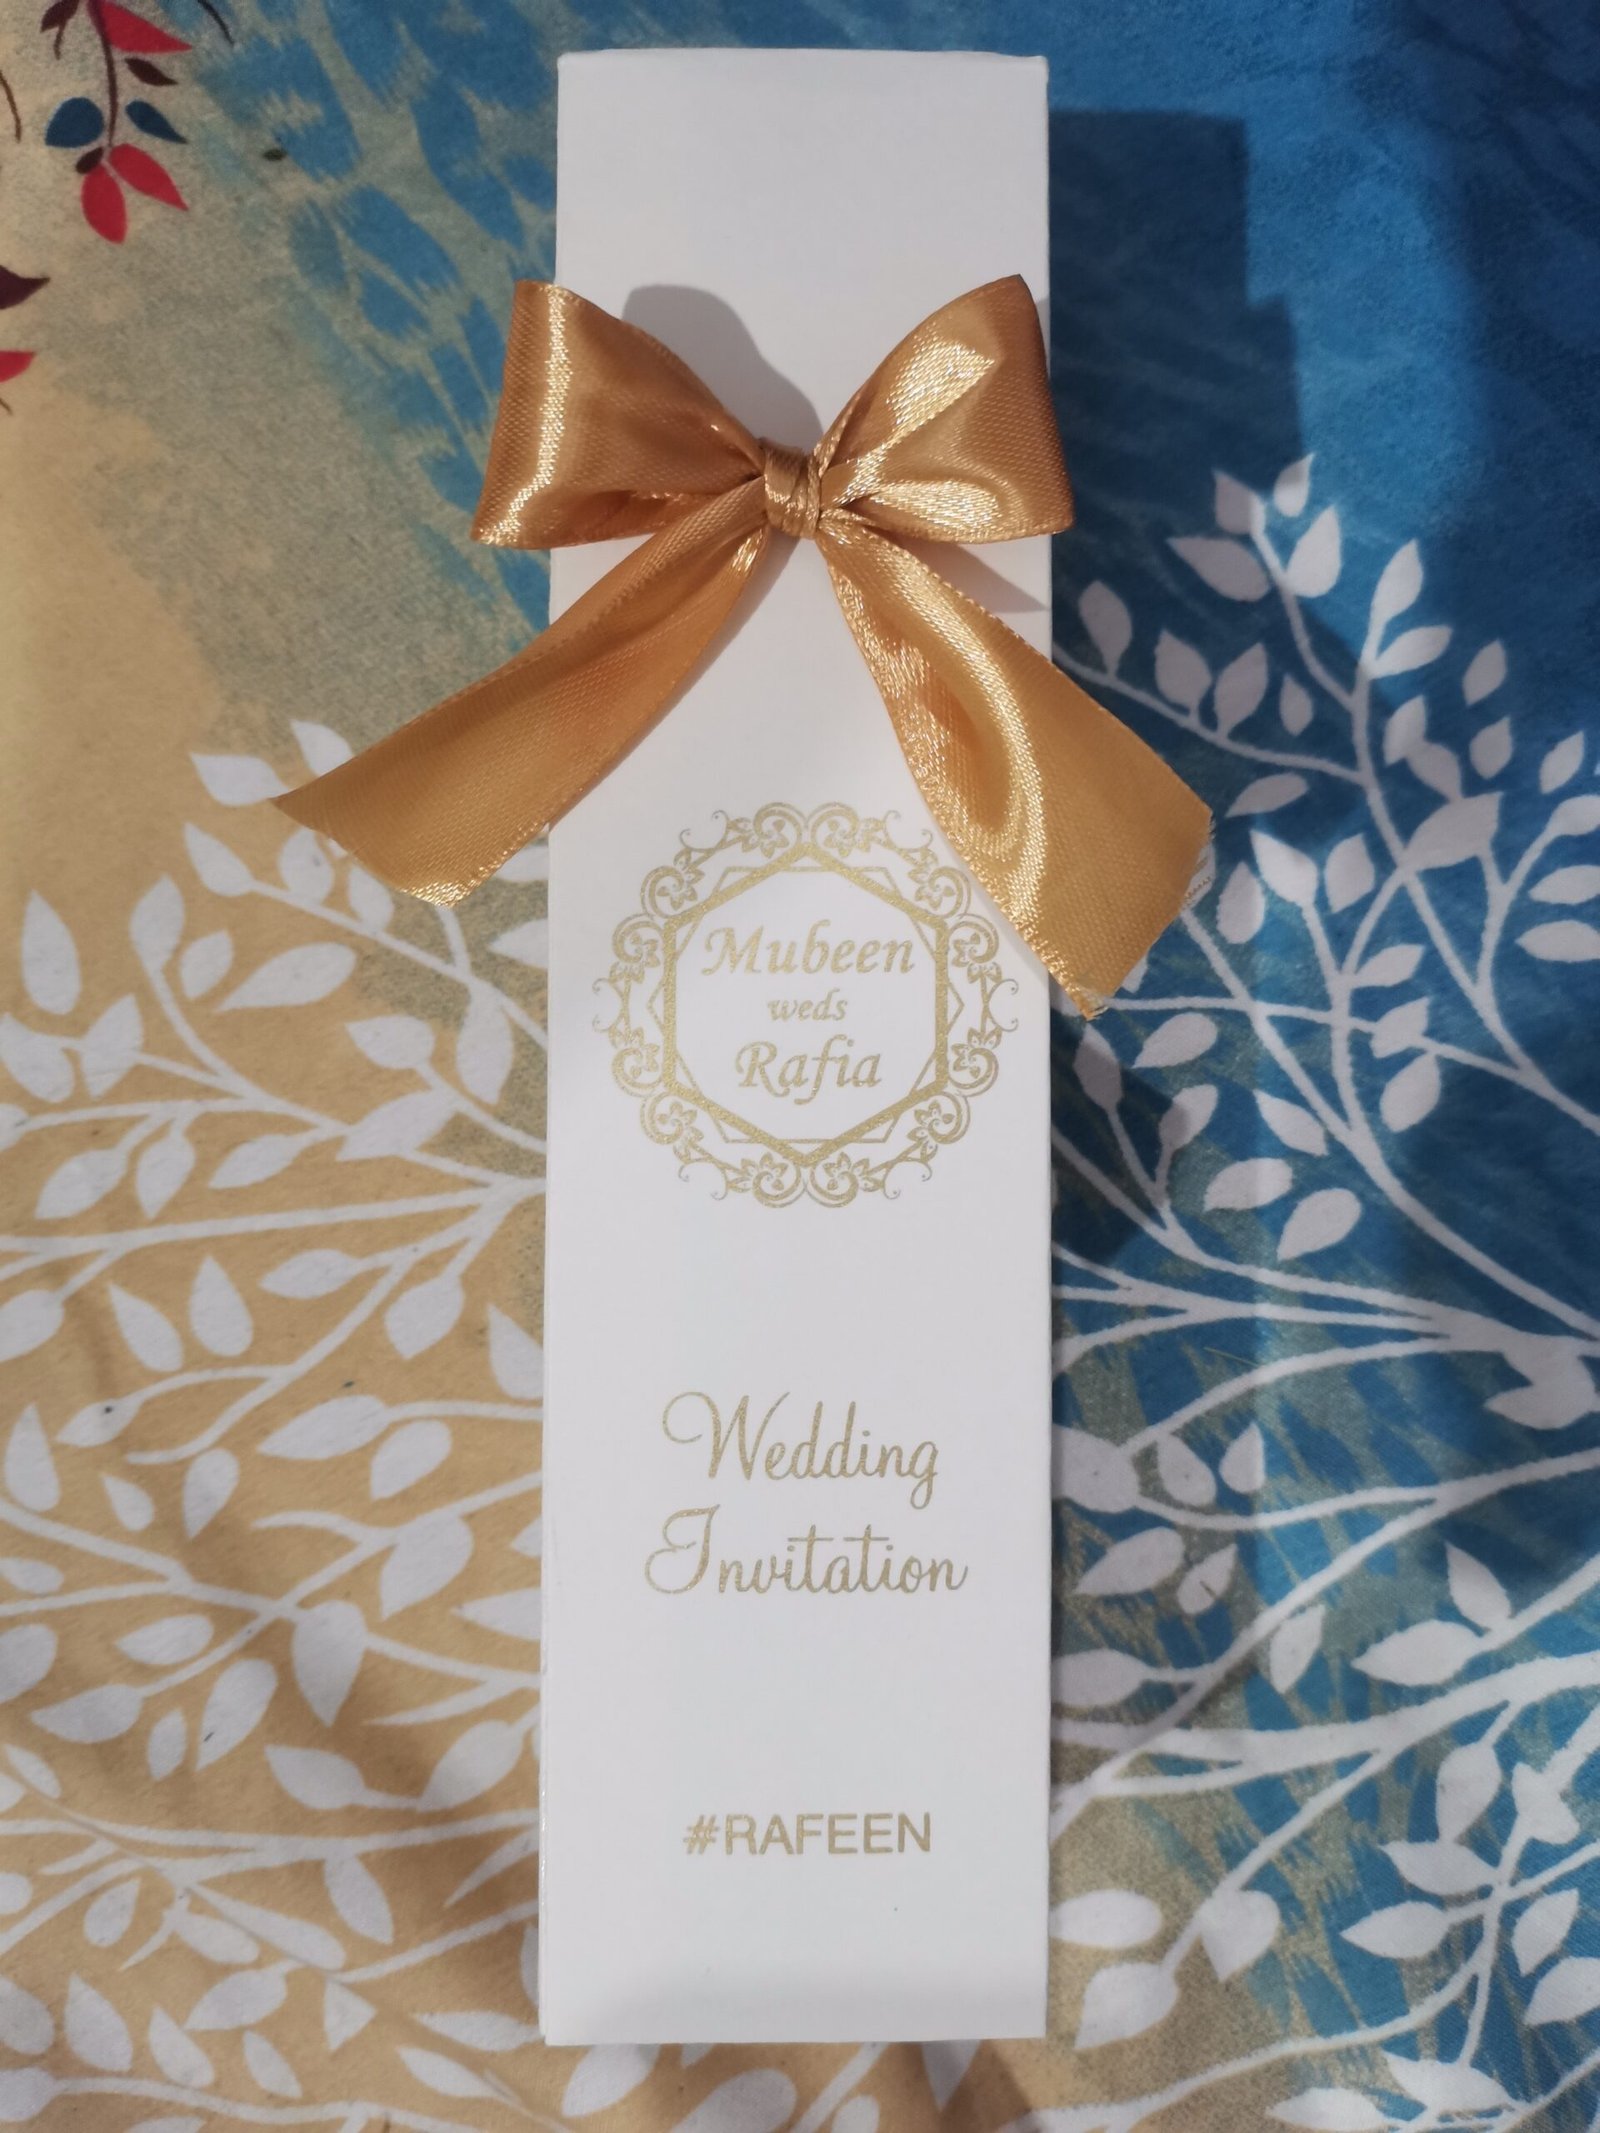 Mubeen
weds
Rafia
Wedding
Invitation
#RAFEEN